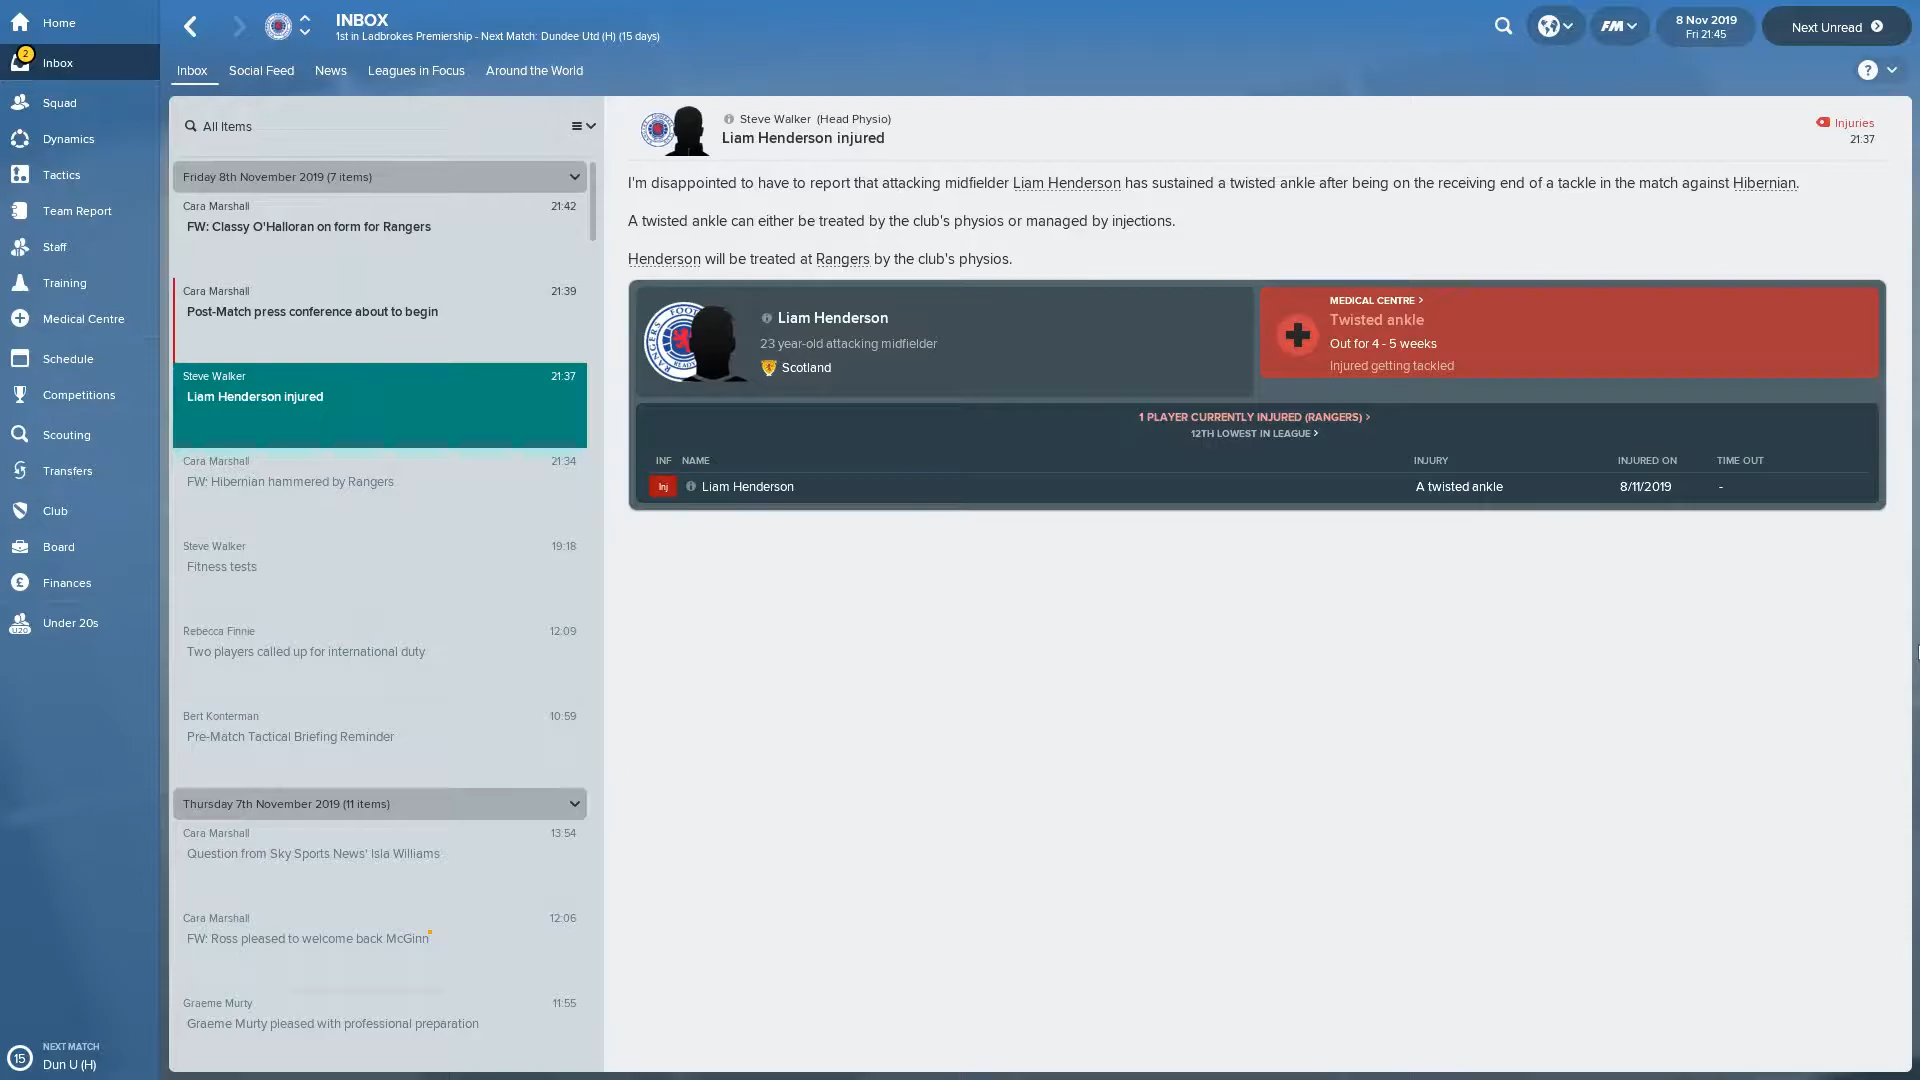 Home
2
Inbox
Squad
Dynamics
Tactics
Team Report
Staff
Training
Medical Centre
Schedule
Competitions
Scouting
Transfers
Club
Board
Finances
U20
Under 20s
15
NEXT MATCH
Dun U (H)
INBOX
1st in Ladbrokes Premiership - Next Match: Dundee Utd (H) (15 days)
FM
8 Nov 2019
Fri 21:45
Next Unread
Inbox
Social Feed
News
Leagues in Focus
Around the World
?
All Items
Friday 8th November 2019 (7 items)
Cara Marshall 21:42
FW: Classy O'Halloran on form for Rangers
Cara Marshall 21:39
Post-Match press conference about to begin
Steve Walker 21:37
Liam Henderson injured
Cara Marshall 21:34
FW: Hibernian hammered by Rangers
Steve Walker 19:18
Fitness tests
Rebecca Finnie 12:09
Two players called up for international duty
Bert Konterman 10:59
Pre-Match Tactical Briefing Reminder
Thursday 7th November 2019 (11 items)
Cara Marshall 13:54
Question from Sky Sports News' Isla Williams
Cara Marshall 12:06
FW: Ross pleased to welcome back McGinn
Graeme Murty 11:55
Graeme Murty pleased with professional preparation
Steve Walker (Head Physio)
Liam Henderson injured
Injuries
21:37
I'm disappointed to have to report that attacking midfielder Liam Henderson has sustained a twisted ankle after being on the receiving end of a tackle in the match against Hibernian.
A twisted ankle can either be treated by the club's physios or managed by injections.
Henderson will be treated at Rangers by the club's physios.
Liam Henderson
23 year-old attacking midfielder
Scotland
MEDICAL CENTRE >
Twisted ankle
Out for 4 - 5 weeks
Injured getting tackled
1 PLAYER CURRENTLY INJURED (RANGERS) >
12TH LOWEST IN LEAGUE >
INF NAME INJURY INJURED ON TIME OUT
Inj Liam Henderson A twisted ankle 8/11/2019 -